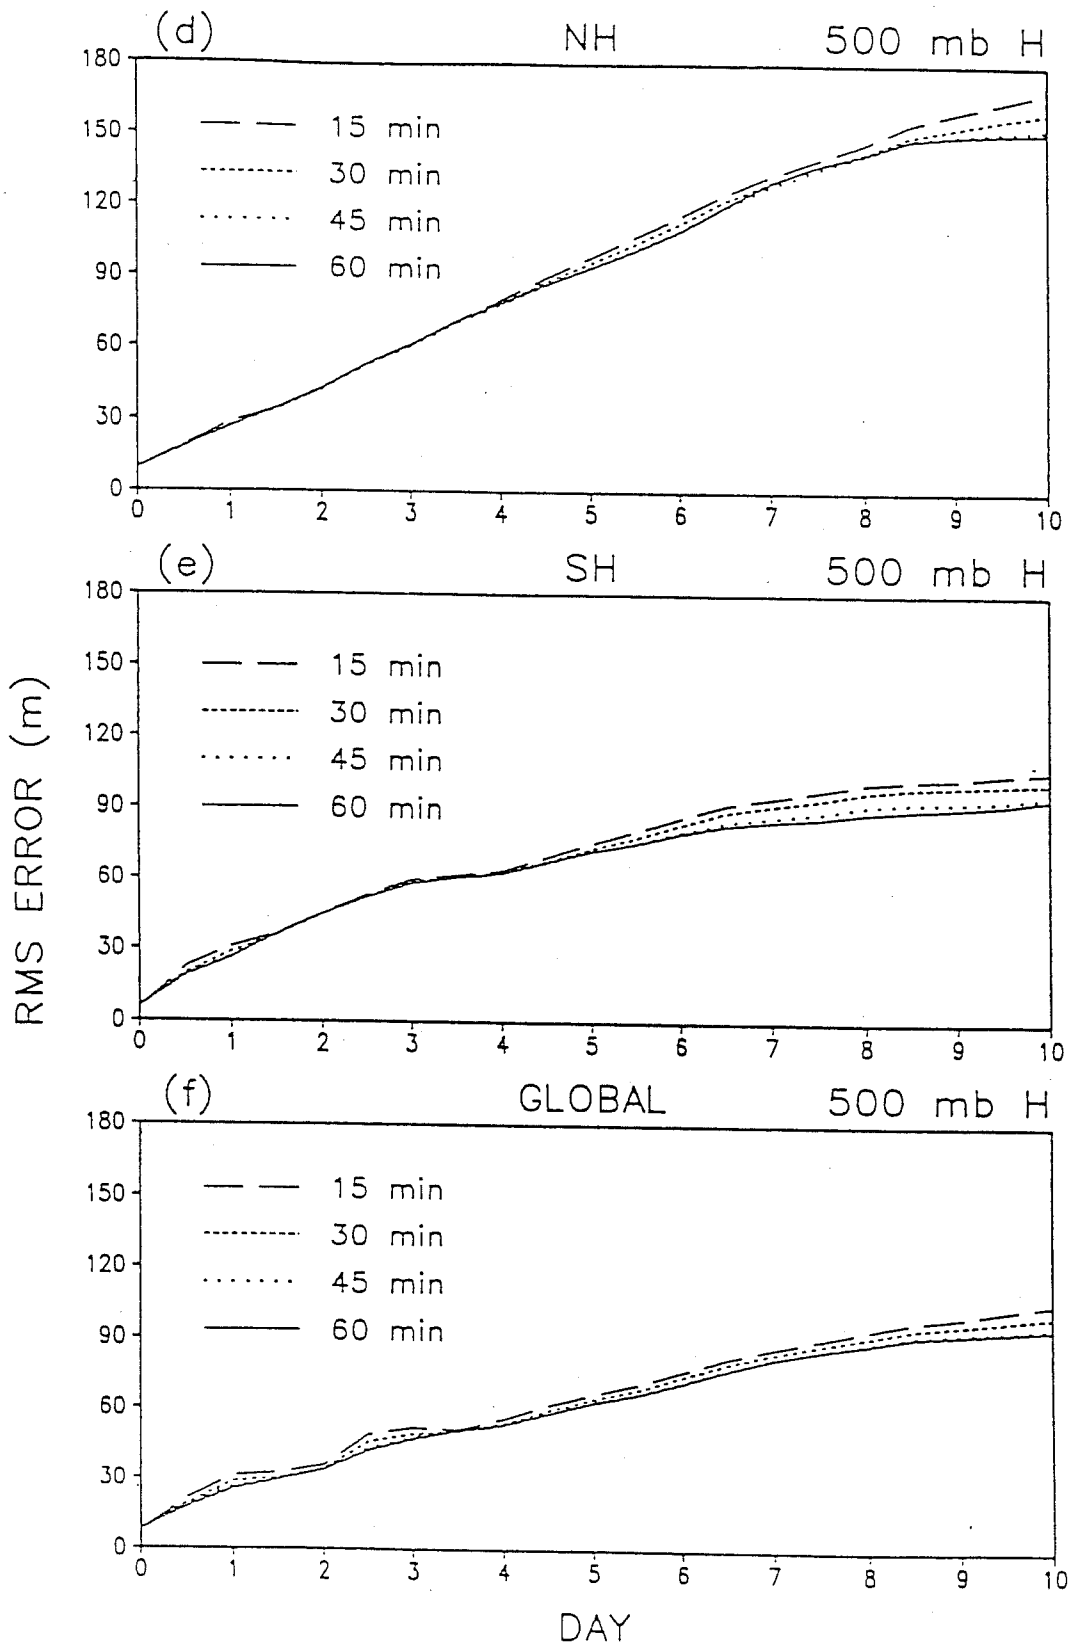 (d) NH 500 mb H
180
150
120
90
60
30
0
15 min
30 min
45 min
60 min
0 1 2 3 4 5 6 7 8 9 10
(e) SH 500 mb H
180
150
120
90
60
30
0
15 min
30 min
45 min
60 min
0 1 2 3 4 5 6 7 8 9 10
RMS ERROR (m)
(f) GLOBAL 500 mb H
180
150
120
90
60
30
0
15 min
30 min
45 min
60 min
0 1 2 3 4 5 6 7 8 9 10
DAY